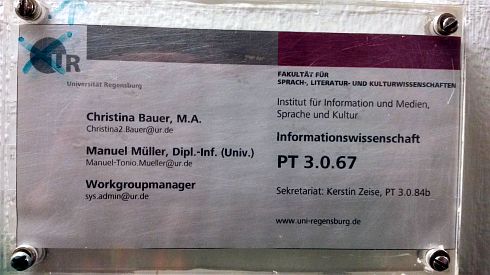 UR
Universität Regensburg
Christina Bauer, M.A.
Christina2.Bauer@ur.de
Manuel Müller, Dipl.-Inf. (Univ.)
Manuel-Tonio.Mueller@ur.de
Workgroupmanager
sys.admin@ur.de
FAKULTÄT FÜR
SPRACH-, LITERATUR- UND KULTURWISSENSCHAFTEN
Institut für Information und Medien,
Sprache und Kultur
Informationswissenschaft
PT 3.0.67
Sekretariat: Kerstin Zeise, PT 3.0.84b
www.uni-regensburg.de